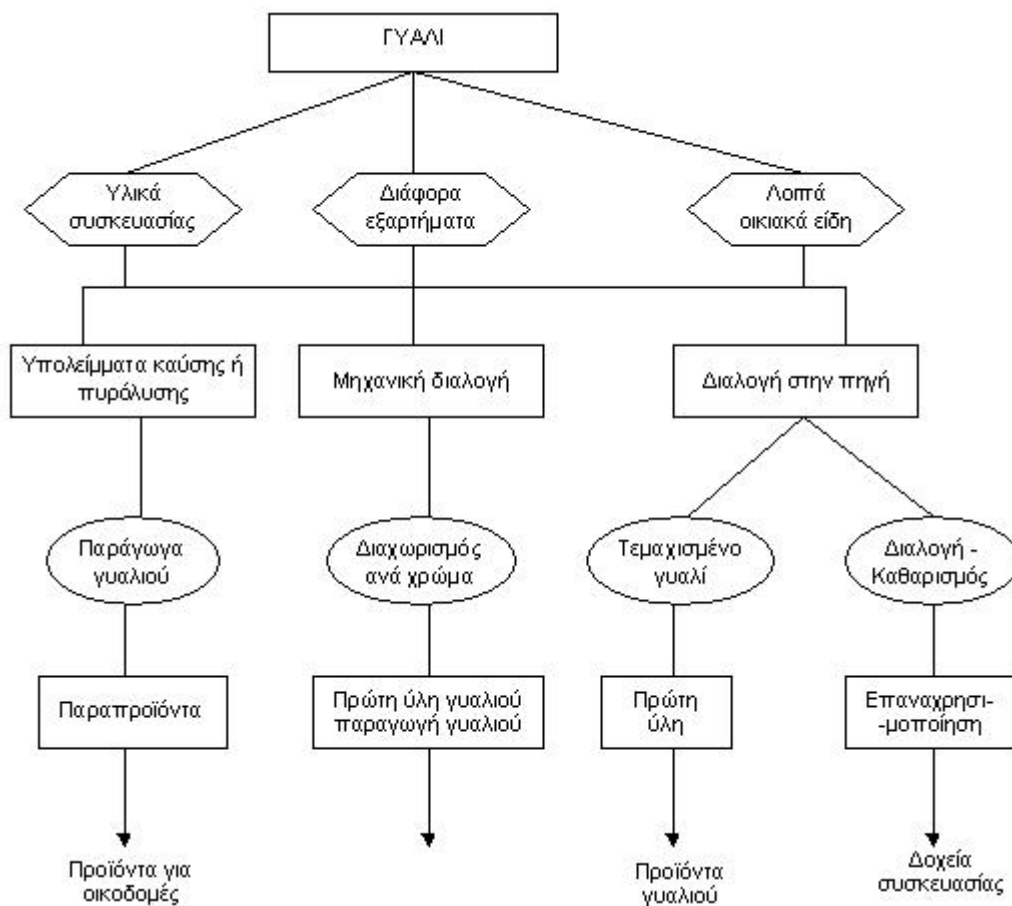 ΓΥΑΛΙ
Υλικά
συσκευασίας
Διάφορα
εξαρτήματα
Λοπτά
οικιακά είδη
Υπολείμματα καύσης ή
πυρόλυσης
Μηχανική διαλογή
Διαλογή στην πηγή
Παράγωγα
γυαλιού
Διαχωρισμός
ανά χρώμα
Τεμαχισμένο
γυαλί
Διαλογή -
Καθαρισμός
Παραπροϊόντα
Πρώτη ύλη γυαλιού
παραγωγή γυαλιού
Πρώτη
ύλη
Επαναχρησι-
-μοποίηση
Προϊόντα για
οικοδομές
Προϊόντα
γυαλιού
Δοχεία
συσκευασίας